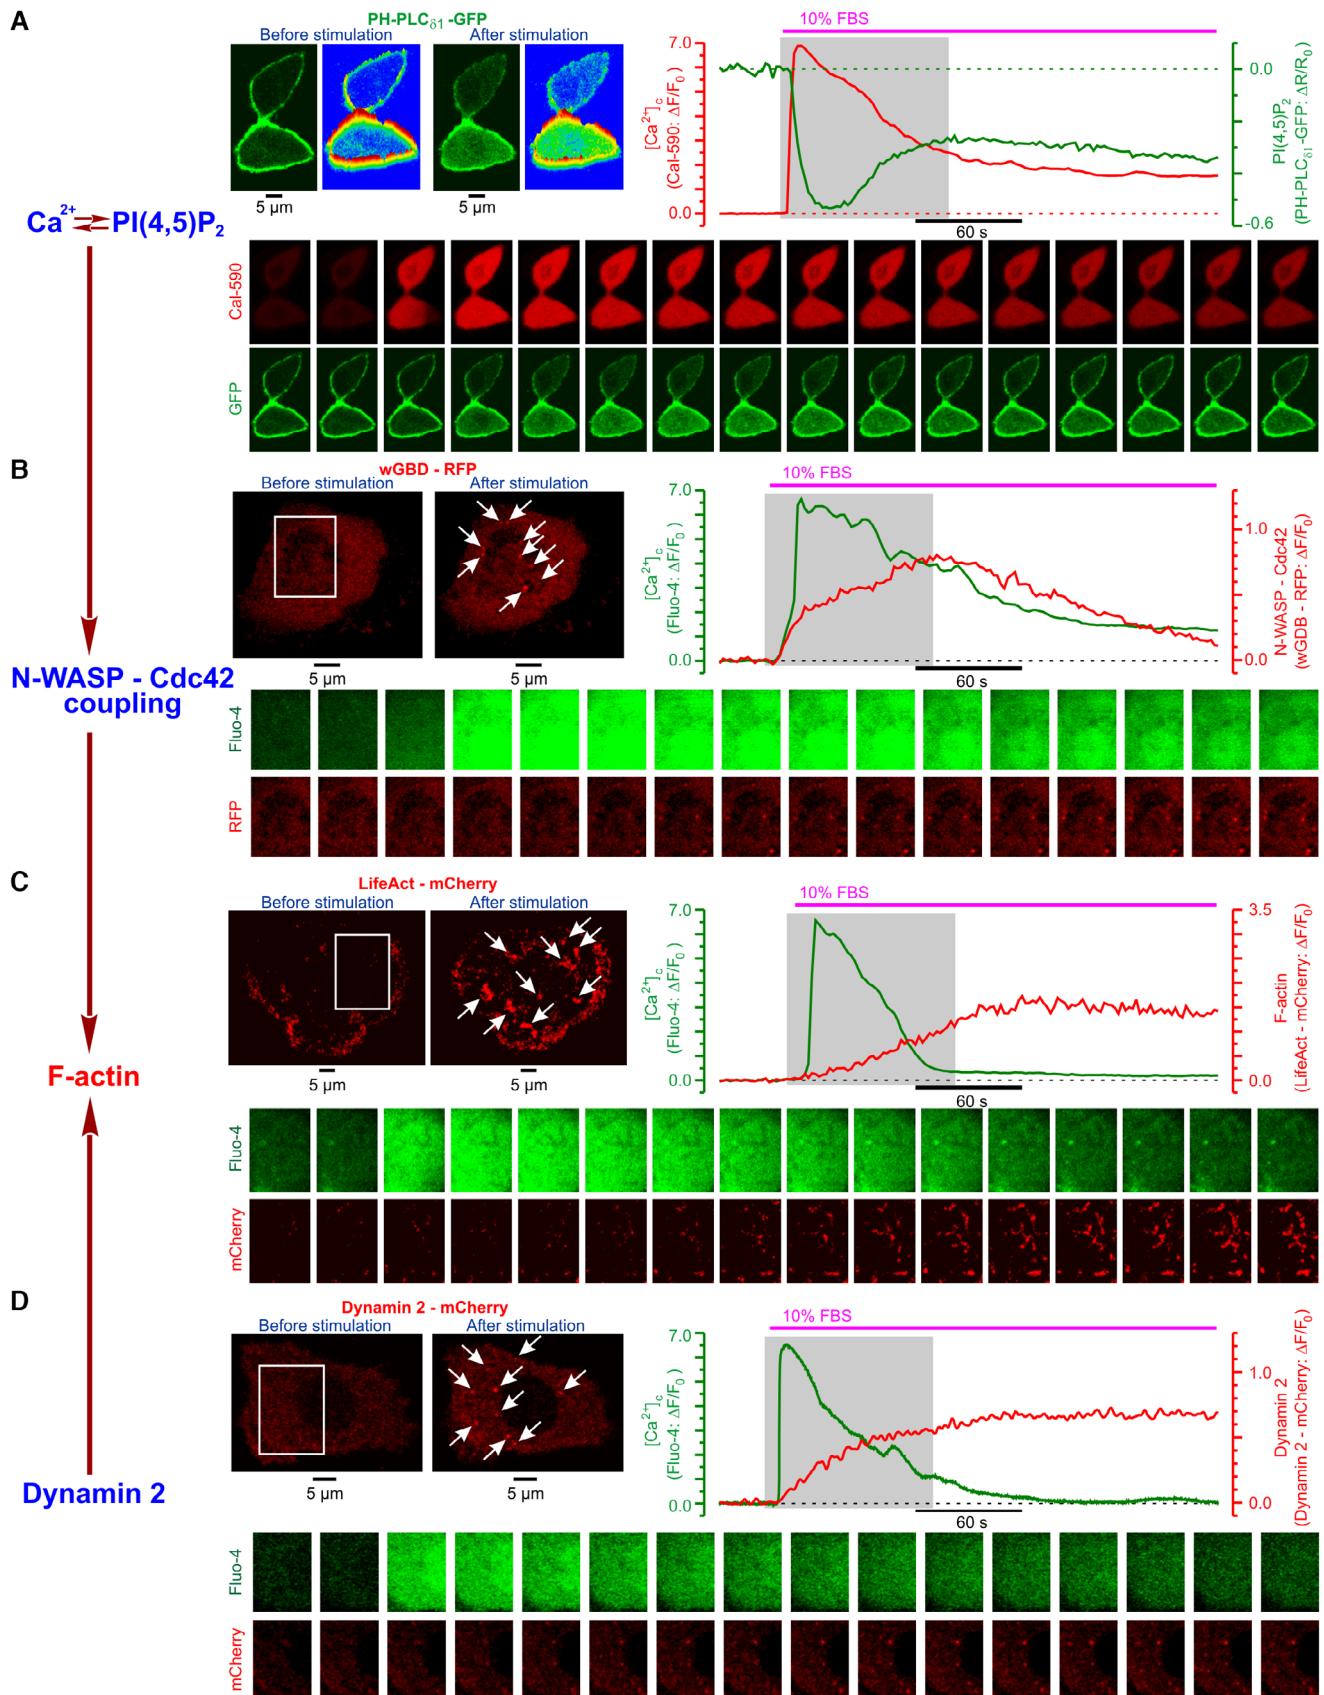 A
PH-PLCδ1 -GFP
Before stimulation
After stimulation
5 µm
5 µm
10% FBS
7.0
0.0
[Ca2+]c
(Cal-590: ΔF/F0)
0.0
-0.6
PI(4,5)P2
(PH-PLCδ1-GFP: ΔR/R0)
60 s
Ca2+ PI(4,5)P2
Cal-590
GFP
B
wGBD - RFP
Before stimulation
After stimulation
5 µm
5 µm
10% FBS
7.0
0.0
[Ca2+]c
(Fluo-4: ΔF/F0 )
1.0
0.0
N-WASP - Cdc42
(wGDB - RFP: ΔF/F0)
60 s
N-WASP - Cdc42
coupling
Fluo-4
RFP
C
LifeAct - mCherry
Before stimulation
After stimulation
5 µm
5 µm
10% FBS
7.0
0.0
[Ca2+]c
(Fluo-4: ΔF/F0 )
3.5
0.0
F-actin
(LifeAct - mCherry: ΔF/F0)
60 s
F-actin
Fluo-4
mCherry
D
Dynamin 2 - mCherry
Before stimulation
After stimulation
5 µm
5 µm
10% FBS
7.0
0.0
[Ca2+]c
(Fluo-4: ΔF/F0 )
1.0
0.0
Dynamin 2
(Dynamin 2 - mCherry: ΔF/F0)
60 s
Dynamin 2
Fluo-4
mCherry